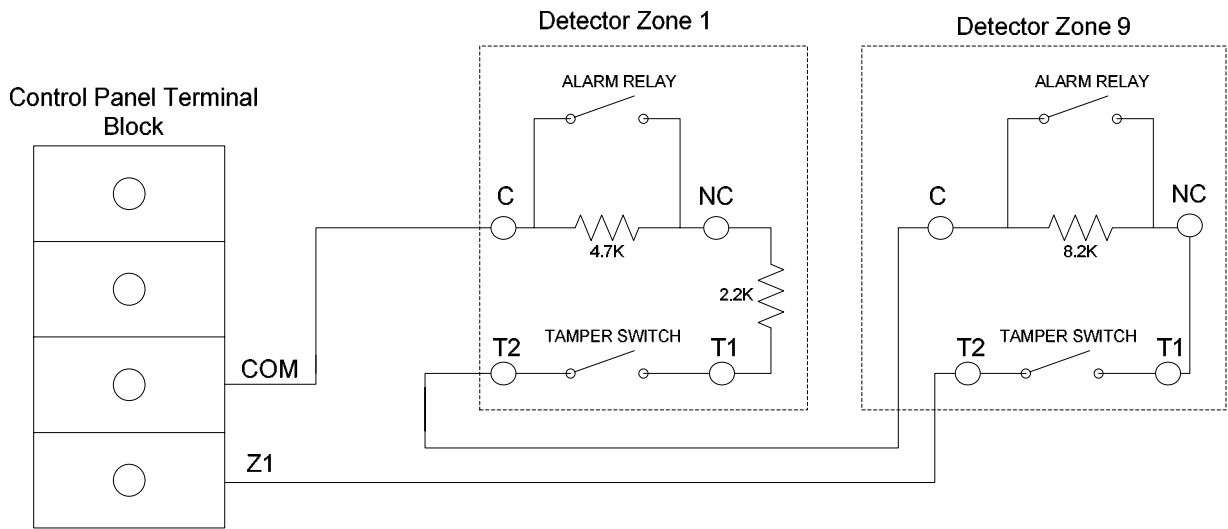 Detector Zone 1
Detector Zone 9
Control Panel Terminal
Block
ALARM RELAY
C
NC
4.7K
2.2K
TAMPER SWITCH
T2
T1
ALARM RELAY
C
NC
8.2K
TAMPER SWITCH
T2
T1
COM
Z1